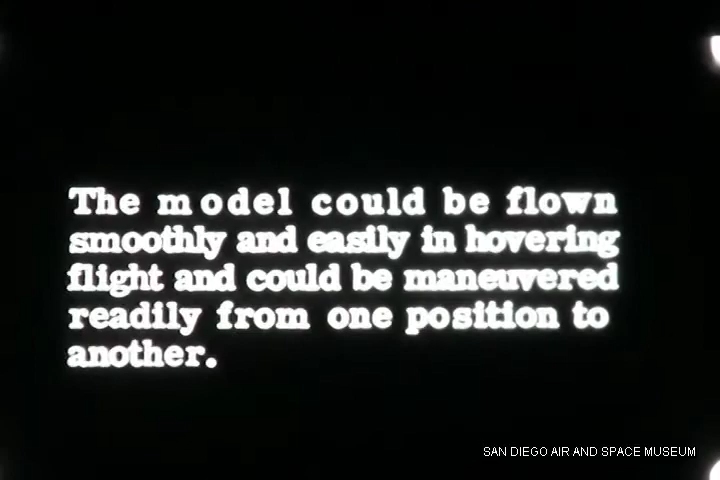 The model could be flown
smoothly and easily in hovering
flight and could be maneuvered
readily from one position to
another.
SAN DIEGO AIR AND SPACE MUSEUM